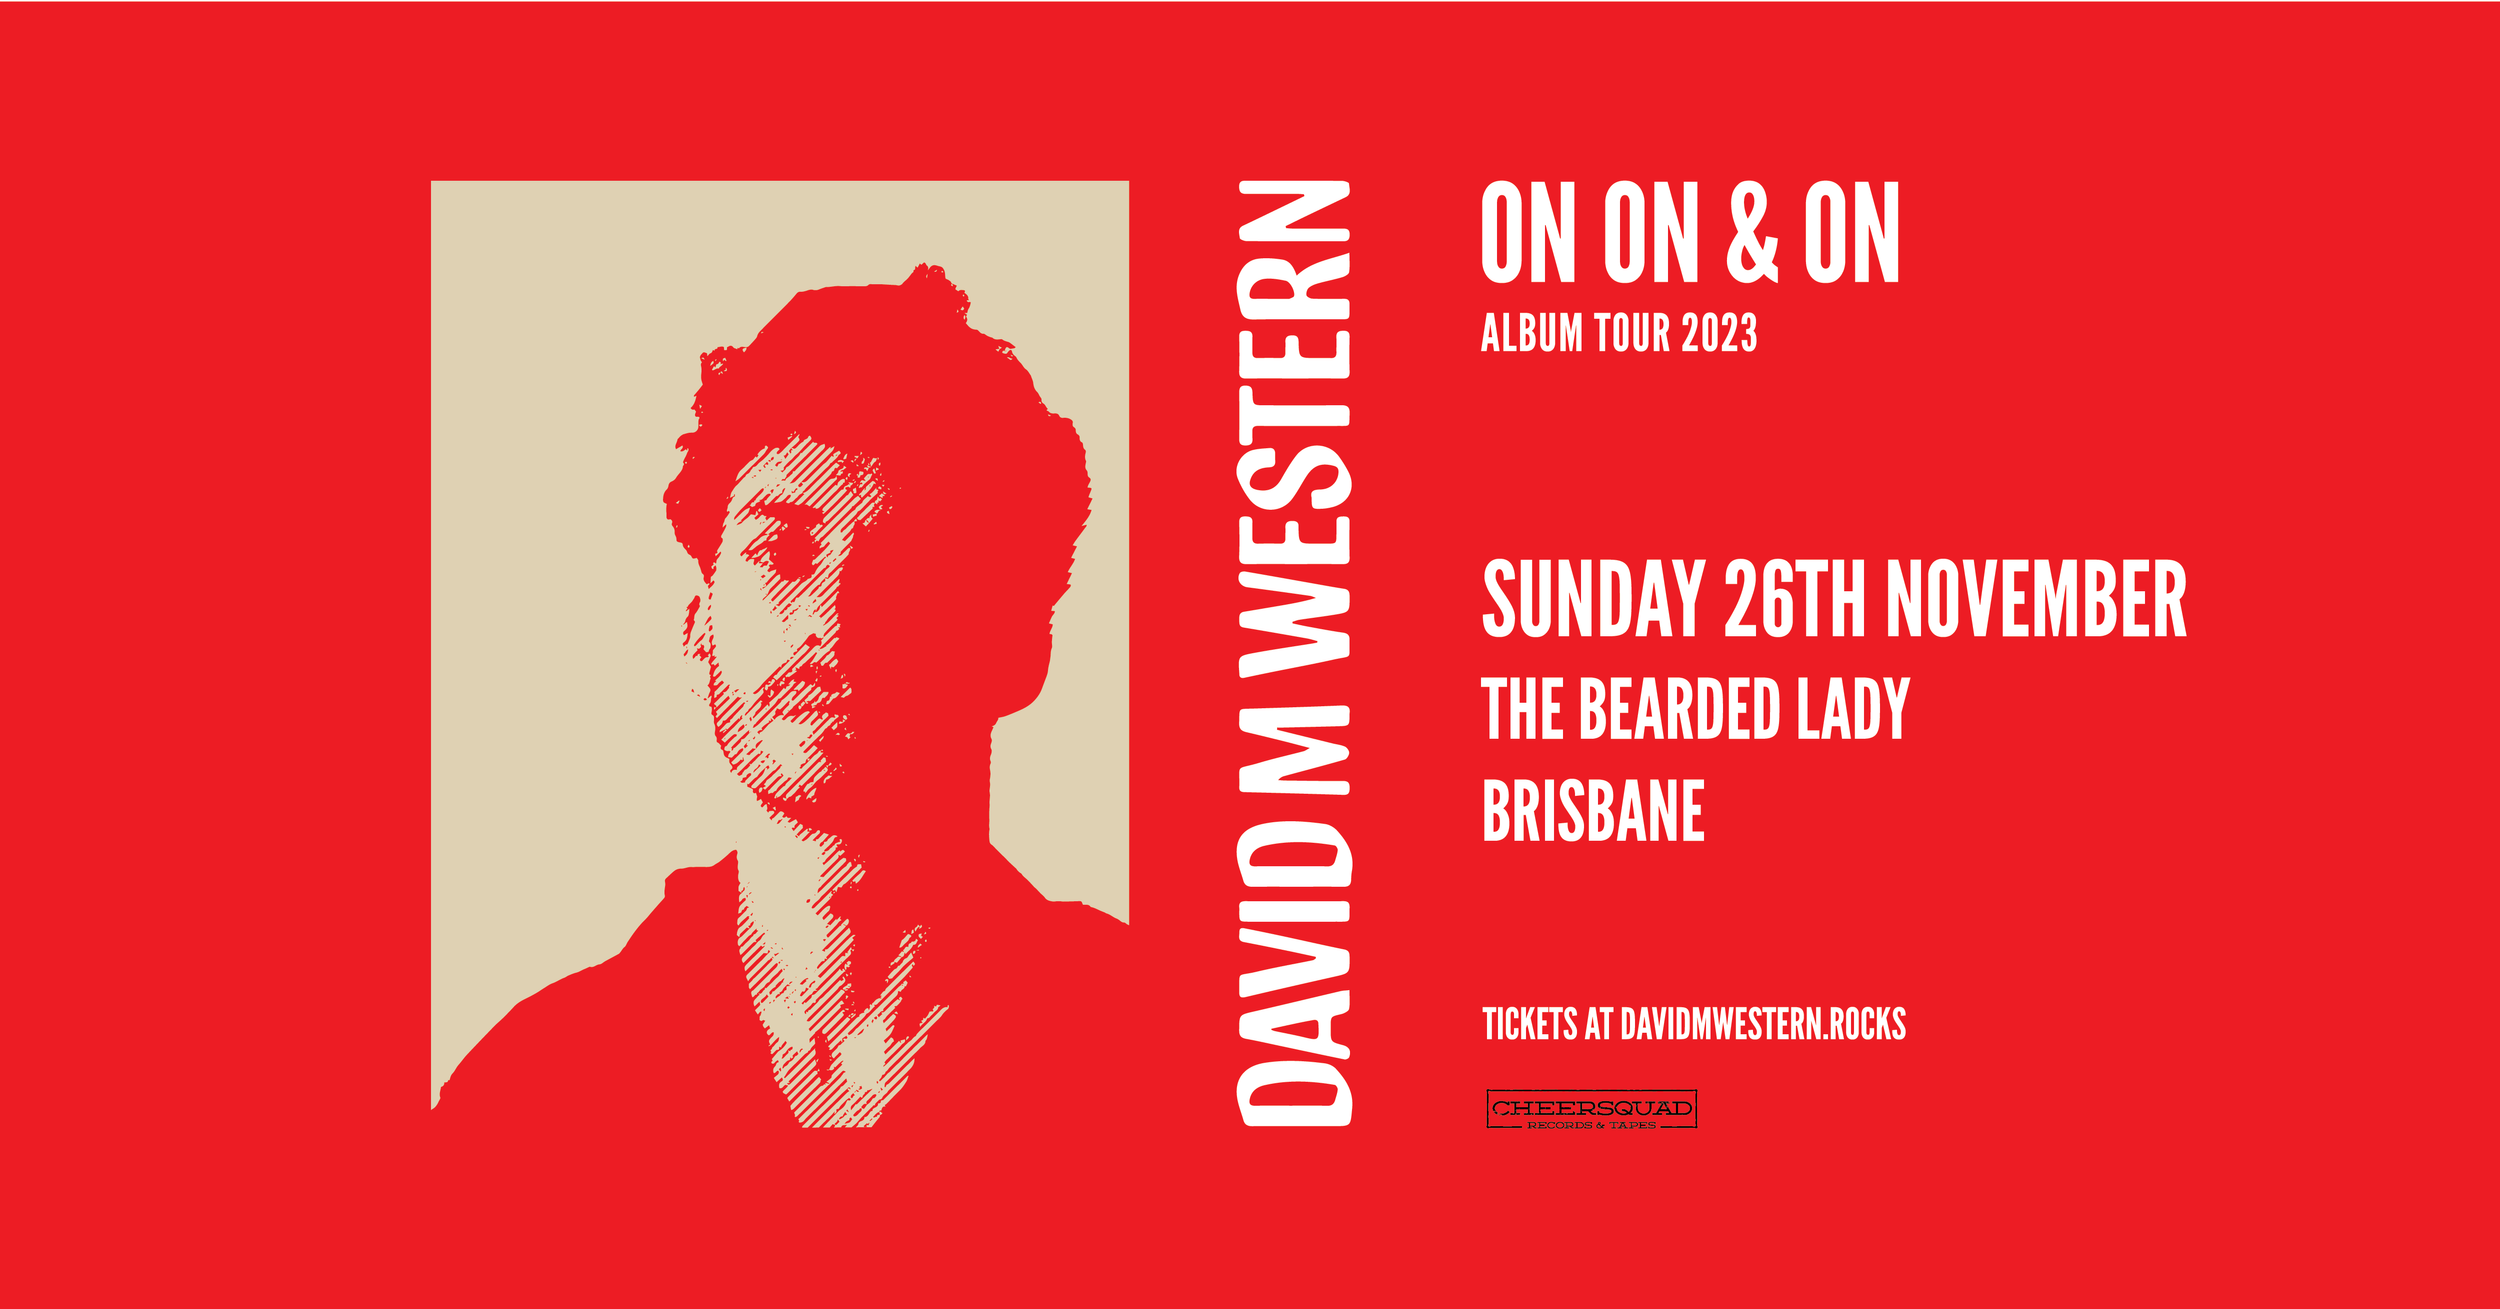 DAVID M WESTERN
ON ON & ON
ALBUM TOUR 2023
SUNDAY 26TH NOVEMBER
THE BEARDED LADY
BRISBANE
TICKETS AT DAVIDMWESTERN.ROCKS
CHEERSQUAD
RECORDS & TAPES